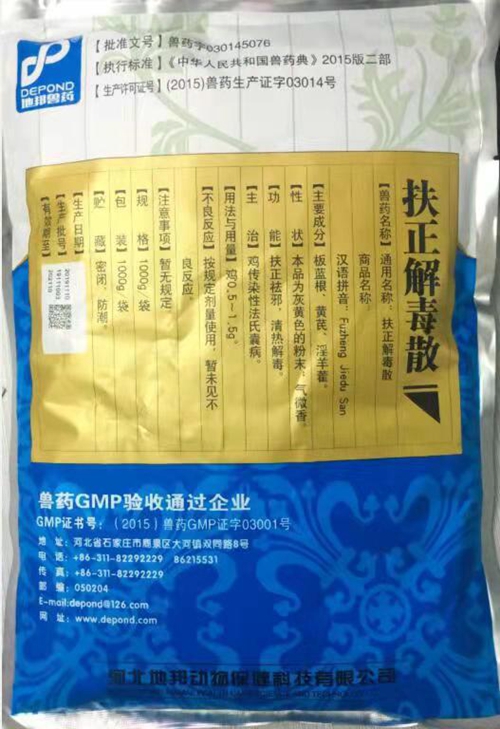 DEPOND
地邦兽药
【批准文号】兽药字030145076
【执行标准】《中华人民共和国兽药典》2015版二部
【生产许可证号】(2015)兽药生产证字03014号
扶正解毒散
【兽药名称】通用名称:扶正解毒散
商品名称:
汉语拼音:Fuzheng Jiedu San
【主要成分】板蓝根、黄芪、淫羊藿。
【性 状】本品为灰黄色的粉末,气微香。
【功 能】扶正祛邪,清热解毒。
【主 治】鸡传染性法氏囊病。
【用法与用量】鸡0.5~1.5g。
【不良反应】按规定剂量使用,暂未见不
良反应。
【注意事项】暂无规定
【规 格】1000g/袋
【包 装】1000g/袋
【贮 藏】密闭,防潮。
【生产日期】
【生产批号】
【有效期至】
兽药GMP验收通过企业
GMP证书号:(2015)兽药GMP证字03001号
地 址:河北省石家庄市鹿泉区大河镇双同路8号
电 话:+86-311-82292229 86215531
传 真:+86-311-82292229
邮 编:050204
E-mail:depond@126.com
网 址:www.depond.com
河北地邦动物保健科技有限公司